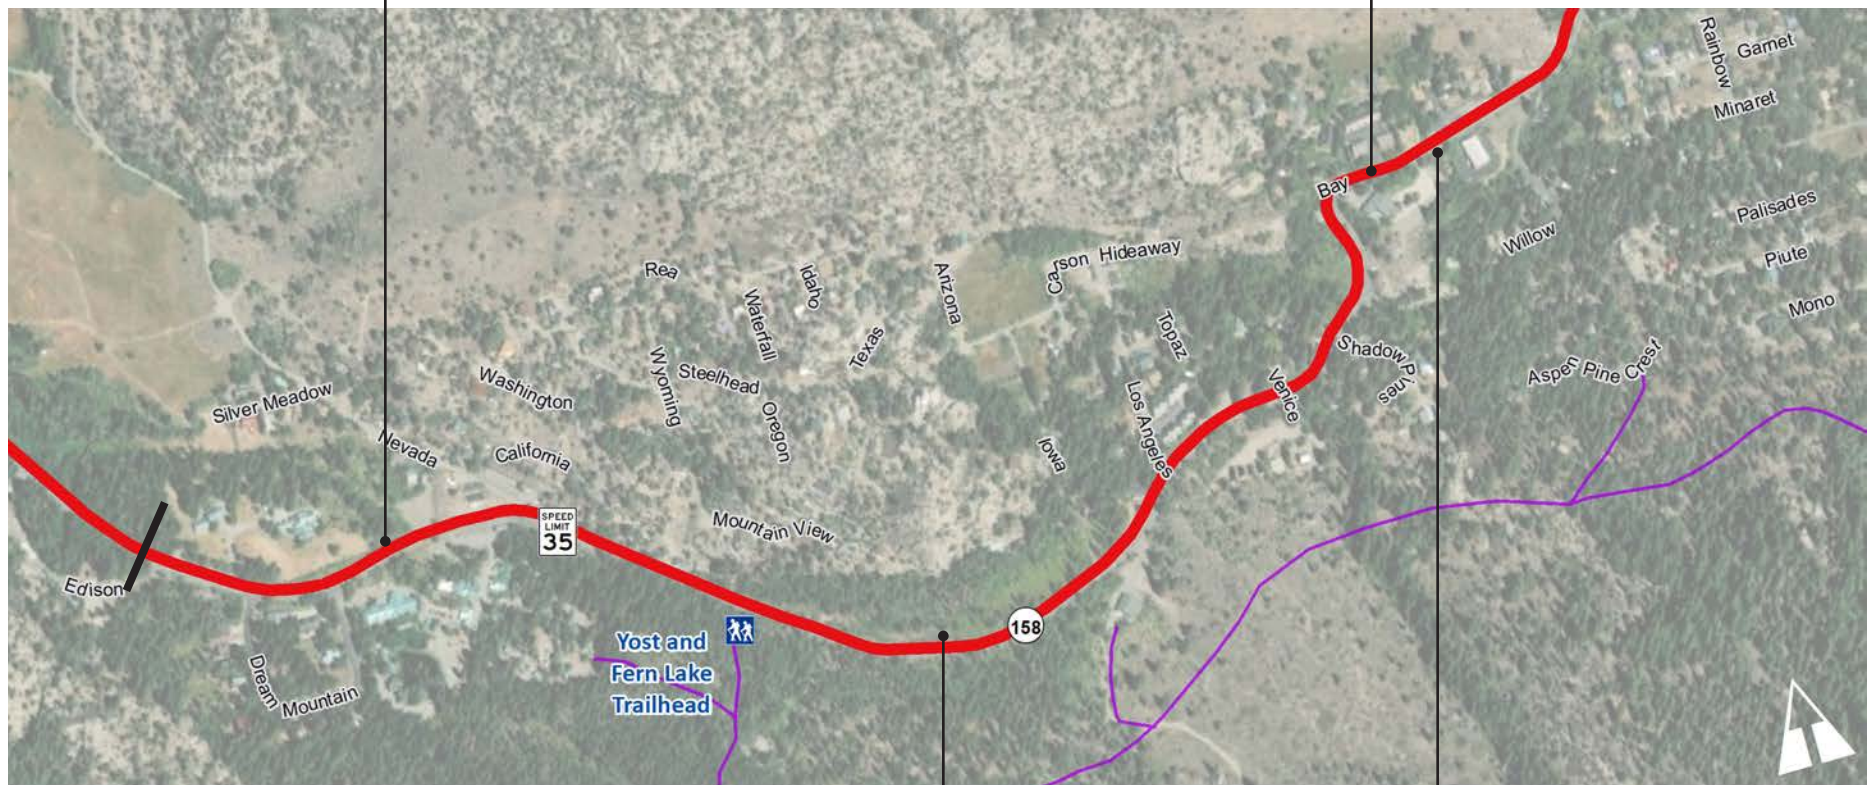 Rainbow
Garnet
Minaret
Bay
Palisades
Willow
Piute
Mono
Carson Hideaway
Rea
Idaho
Arizona
Waterfall
Texas
Topaz
Shadow Pines
Aspen
Pine Crest
Silver Meadow
Washington
Wyoming
Steelhead
Oregon
Los Angeles
Venice
Nevada
California
Iowa
SPEED
LIMIT
35
Mountain View
Edison
158
Yost and
Fern Lake
Trailhead
Dream
Mountain